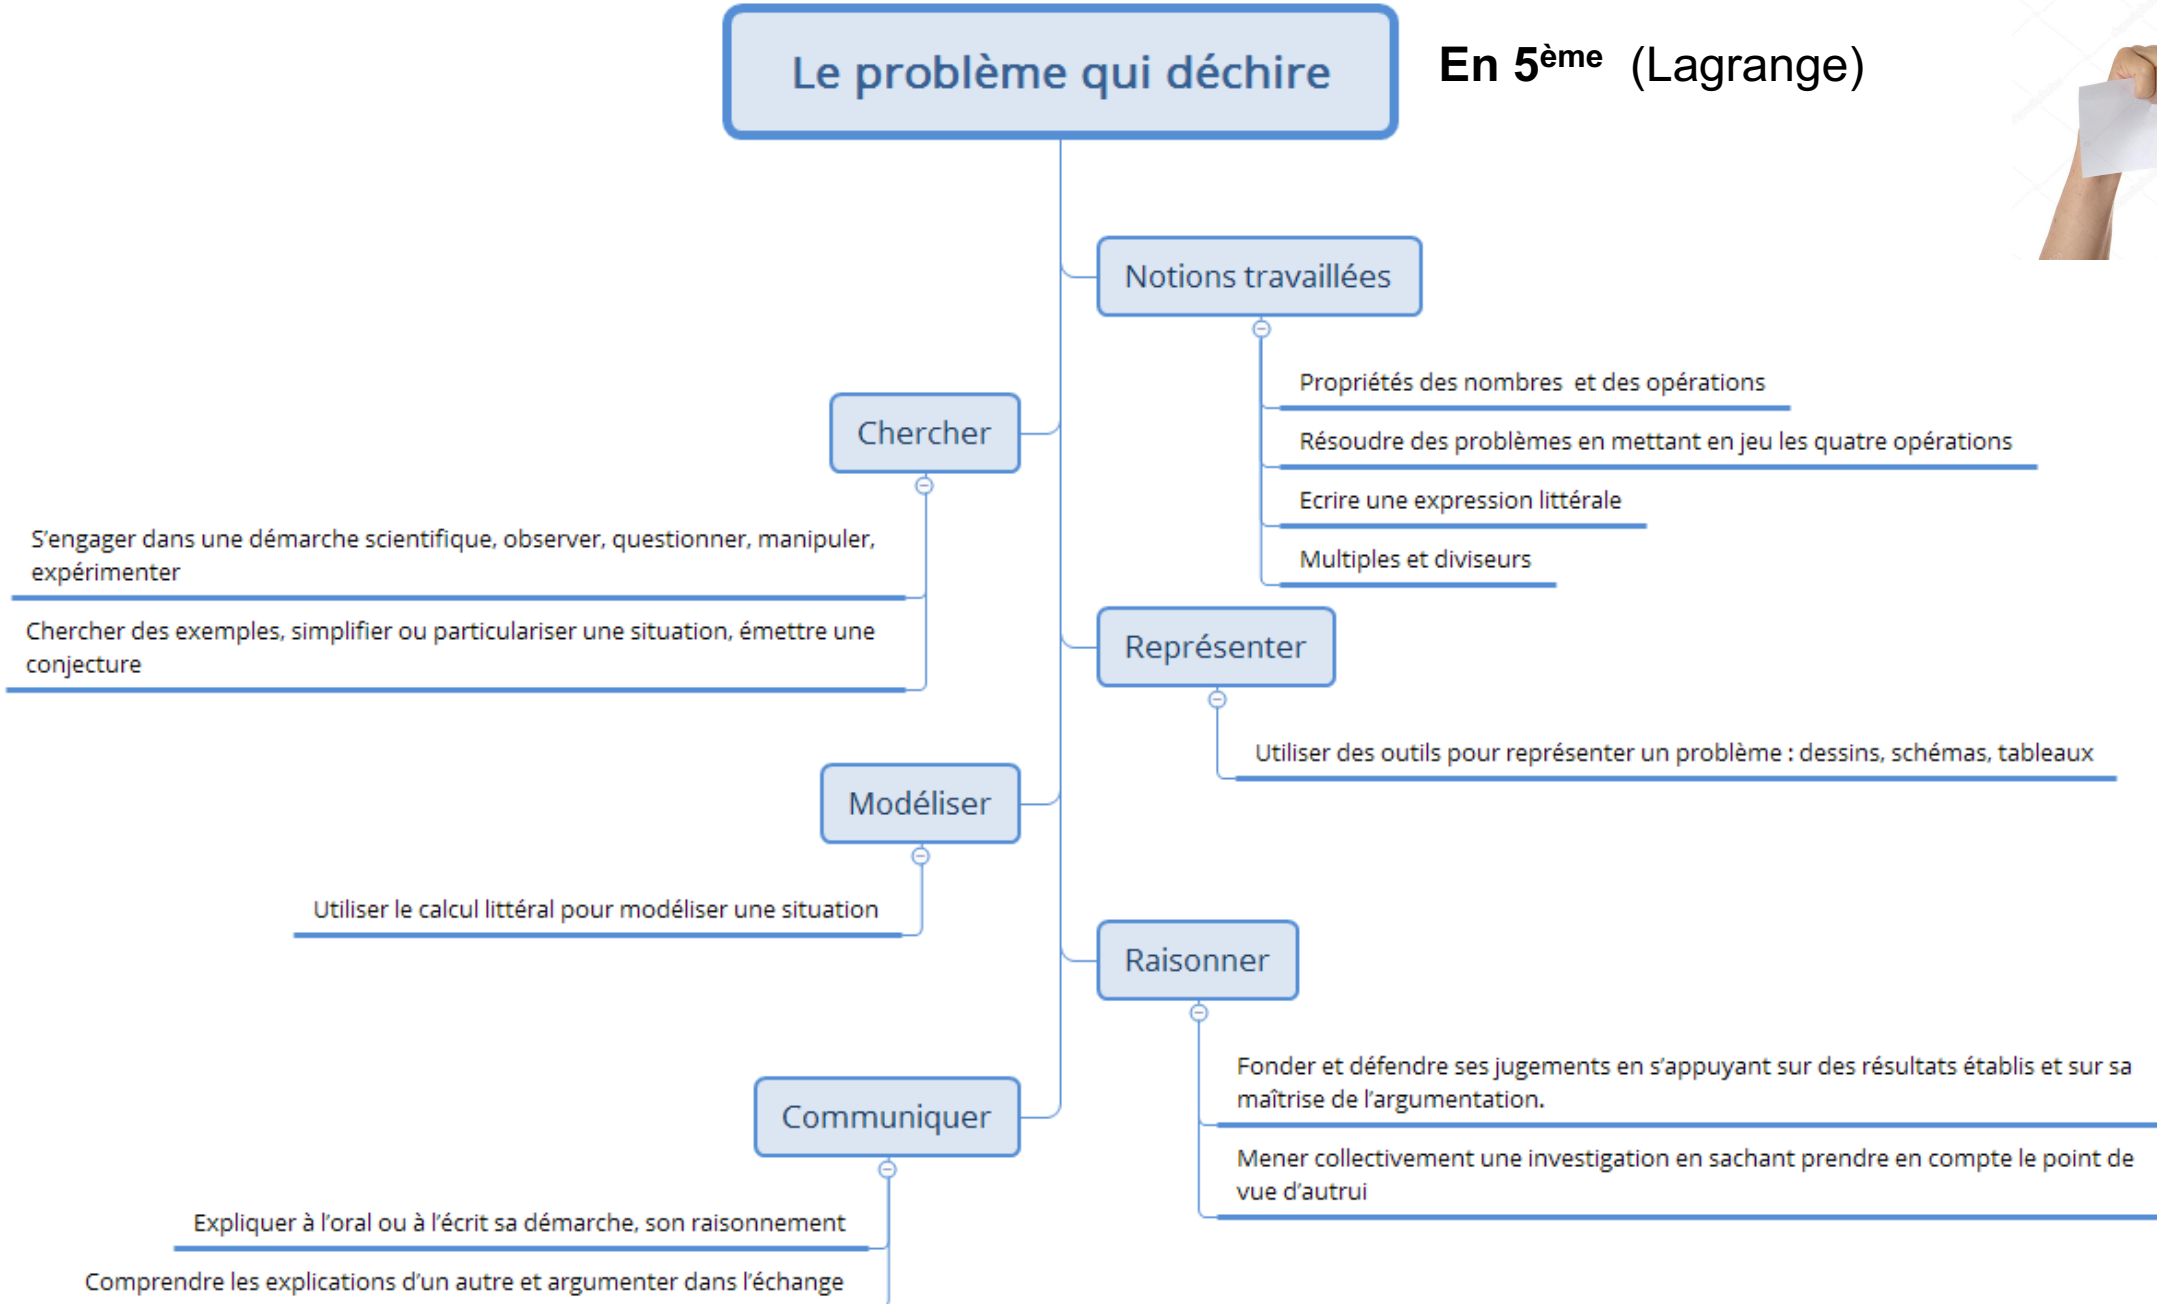 Le problème qui déchire
En 5ème (Lagrange)
Notions travaillées
Propriétés des nombres et des opérations
Résoudre des problèmes en mettant en jeu les quatre opérations
Ecrire une expression littérale
Multiples et diviseurs
Chercher
S'engager dans une démarche scientifique, observer, questionner, manipuler,
expérimenter
Chercher des exemples, simplifier ou particulariser une situation, émettre une
conjecture
Représenter
Utiliser des outils pour représenter un problème : dessins, schémas, tableaux
Modéliser
Utiliser le calcul littéral pour modéliser une situation
Raisonner
Fonder et défendre ses jugements en s'appuyant sur des résultats établis et sur sa
maîtrise de l'argumentation.
Mener collectivement une investigation en sachant prendre en compte le point de
vue d'autrui
Communiquer
Expliquer à l'oral ou à l'écrit sa démarche, son raisonnement
Comprendre les explications d'un autre et argumenter dans l'échange